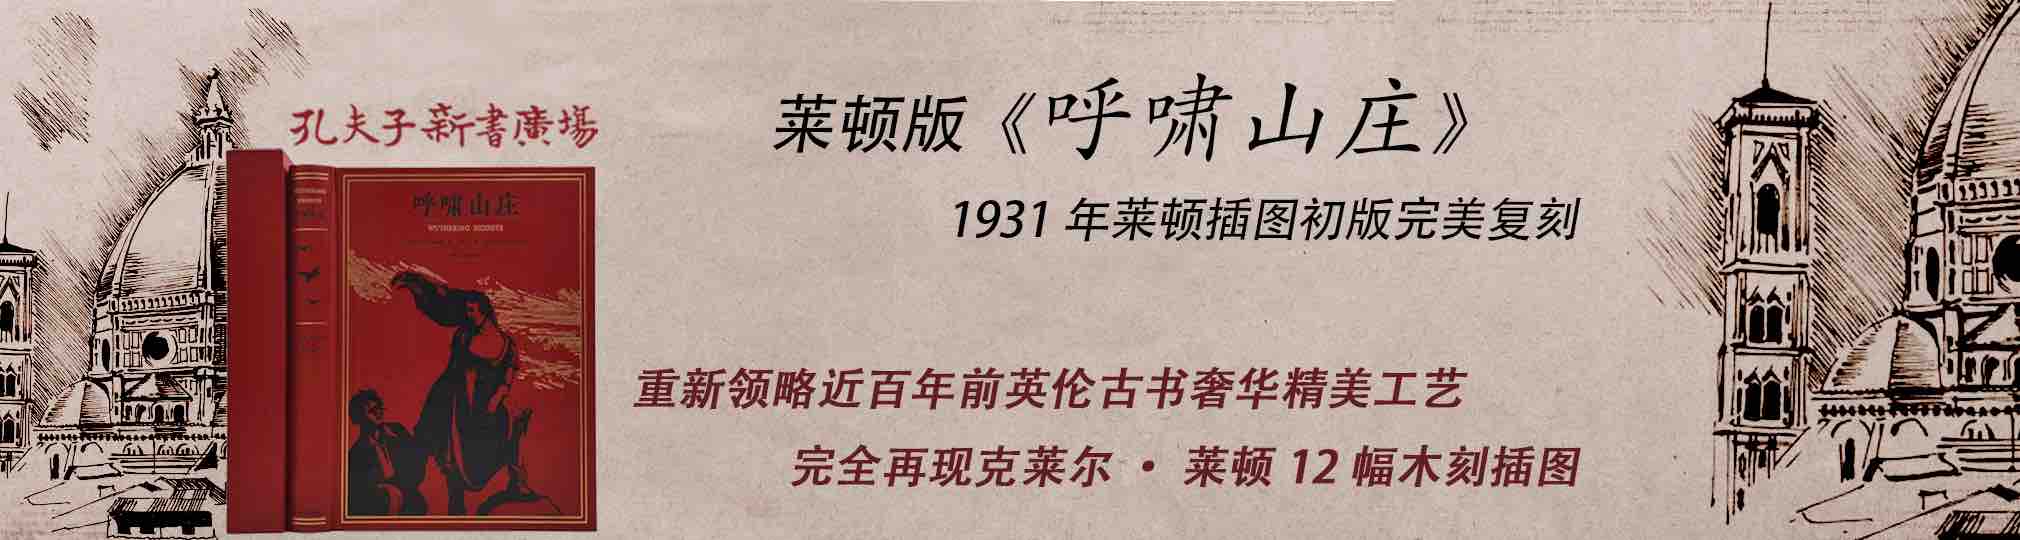 孔夫子新書廣場
莱顿版《呼啸山庄》
1931 年莱顿插图初版完美复刻
呼啸山庄
WUTHERING HEIGHTS
重新领略近百年前英伦古书奢华精美工艺
完全再现克莱尔 · 莱顿 12 幅木刻插图